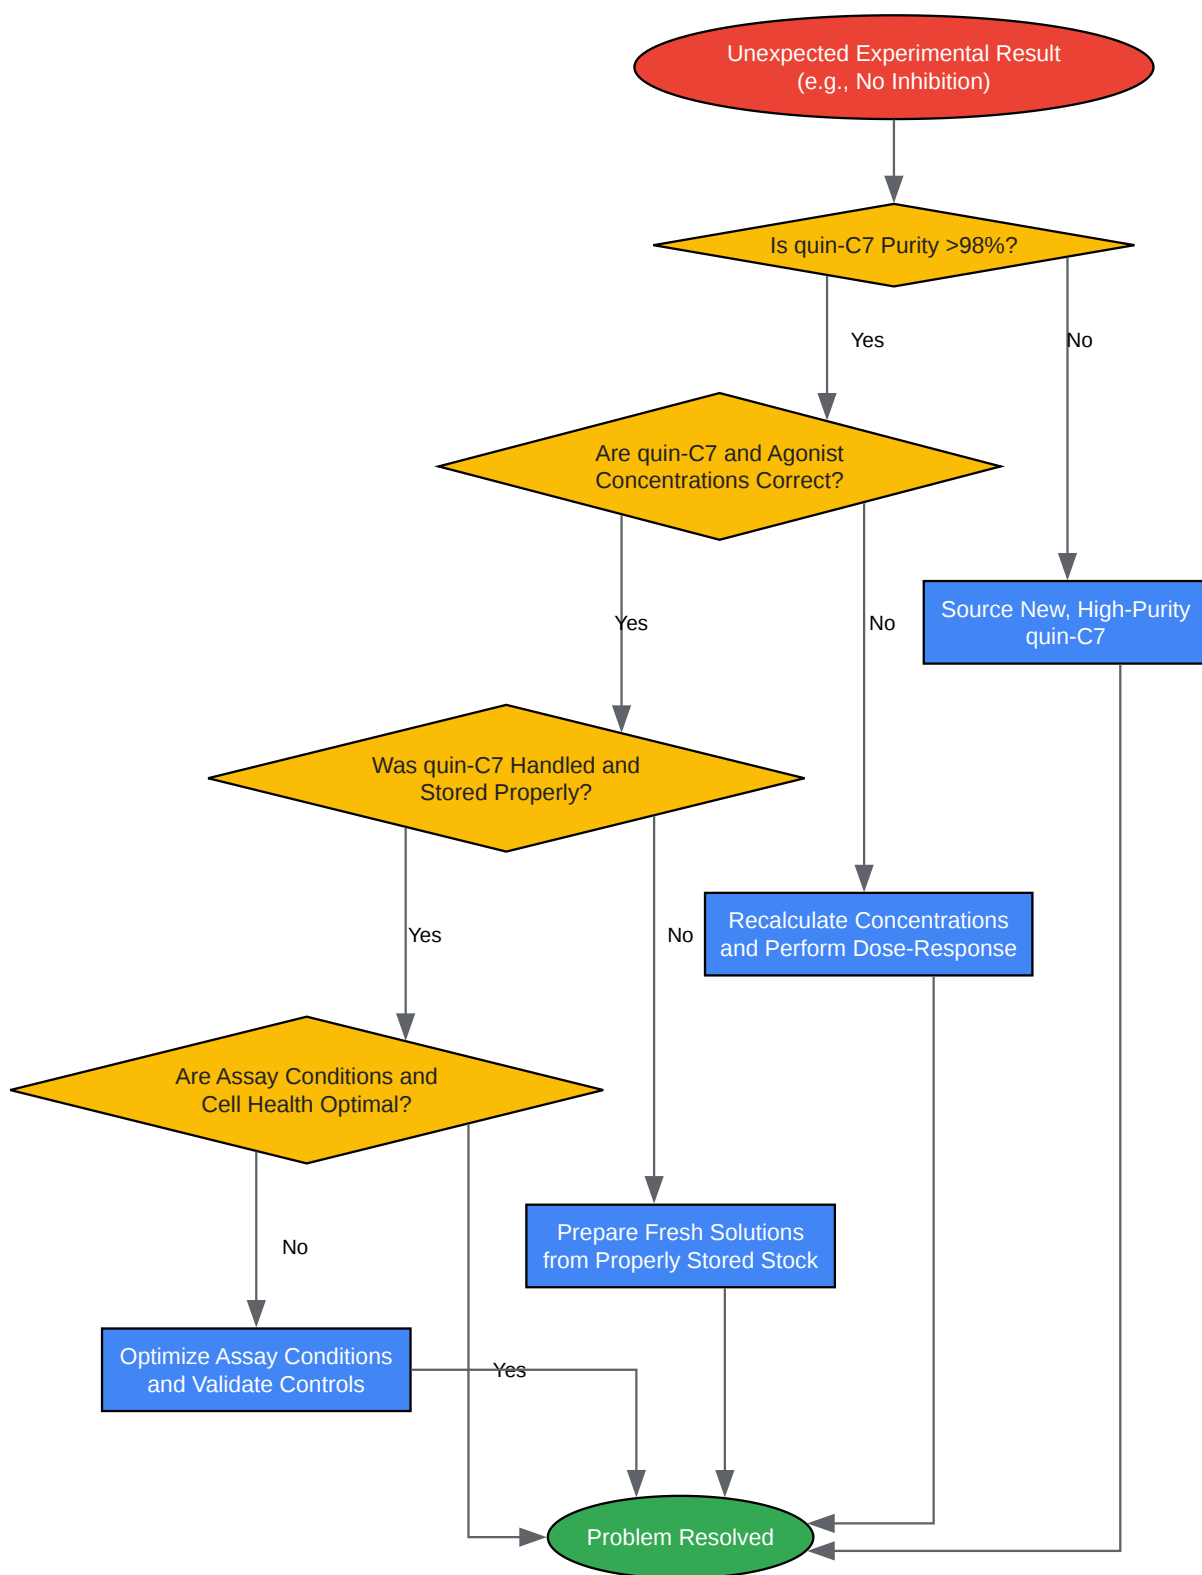 Unexpected Experimental Result
(e.g., No Inhibition)
Is quin-C7 Purity >98%?
Yes
No
Are quin-C7 and Agonist
Concentrations Correct?
Source New, High-Purity
quin-C7
Yes
No
Was quin-C7 Handled and
Stored Properly?
Recalculate Concentrations
and Perform Dose-Response
Yes
No
Are Assay Conditions and
Cell Health Optimal?
Prepare Fresh Solutions
from Properly Stored Stock
No
Optimize Assay Conditions
and Validate Controls
Yes
Problem Resolved